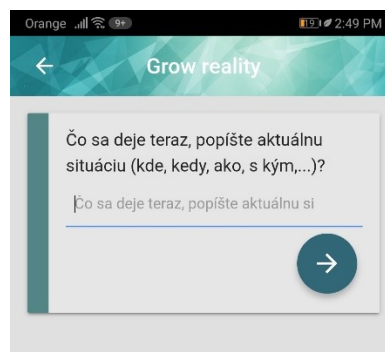 Orange 9+ 19 2:49 PM
Grow reality
Čo sa deje teraz, popíšte aktuálnu
situáciu (kde, kedy, ako, s kým,...)?
Čo sa deje teraz, popíšte aktuálnu si